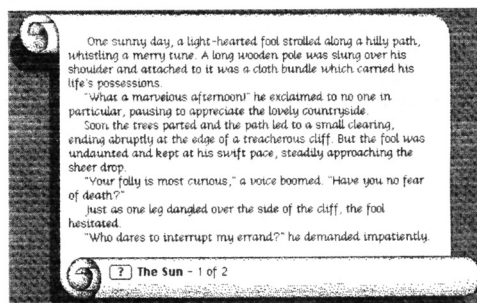 One sunny day, a light-hearted fool strolled along a hilly path,
whistling a merry tune. A long wooden pole was slung over his
shoulder and attached to it was a cloth bundle which carried his
life's possessions.
"What a marvelous afternoon!" he exclaimed to no one in
particular, pausing to appreciate the lovely countryside.
Soon the trees parted and the path led to a small clearing,
ending abruptly at the edge of a treacherous cliff. But the fool was
undaunted and kept at his swift pace, steadily approaching the
sheer drop.
"Your folly is most curious," a voice boomed. "Have you no fear
of death?"
Just as one leg dangled over the side of the cliff, the fool
hesitated.
"Who dares to interrupt my errand?" he demanded impatiently.
? The Sun - 1 of 2